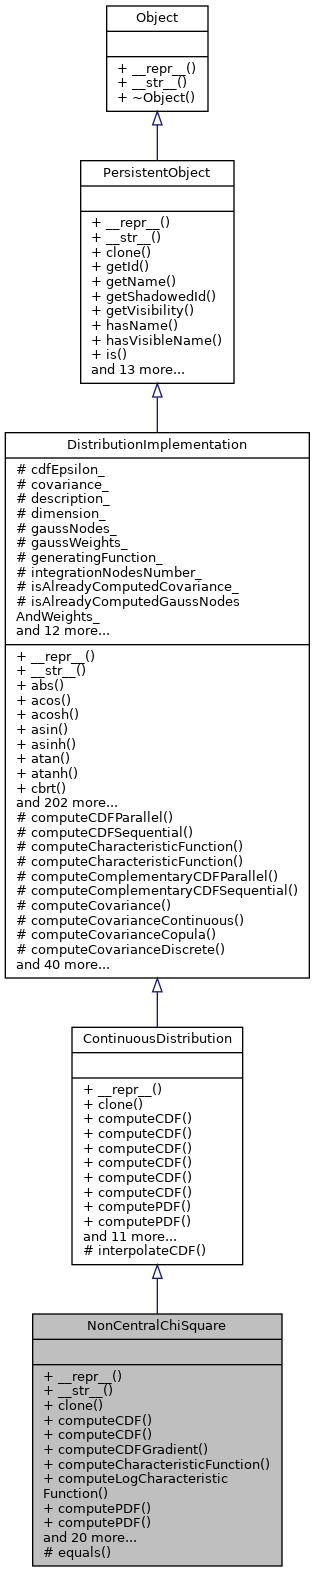 Object
+ __repr__()
+ __str__()
+ ~Object()
PersistentObject
+ __repr__()
+ __str__()
+ clone()
+ getId()
+ getName()
+ getShadowedId()
+ getVisibility()
+ hasName()
+ hasVisibleName()
+ is()
and 13 more...
DistributionImplementation
# cdfEpsilon_
# covariance_
# description_
# dimension_
# gaussNodes_
# gaussWeights_
# generatingFunction_
# integrationNodesNumber_
# isAlreadyComputedCovariance_
# isAlreadyComputedGaussNodes
AndWeights_
and 12 more...
+ __repr__()
+ __str__()
+ abs()
+ acos()
+ acosh()
+ asin()
+ asinh()
+ atan()
+ atanh()
+ cbrt()
and 202 more...
# computeCDFParallel()
# computeCDFSequential()
# computeCharacteristicFunction()
# computeCharacteristicFunction()
# computeComplementaryCDFParallel()
# computeComplementaryCDFSequential()
# computeCovariance()
# computeCovarianceContinuous()
# computeCovarianceCopula()
# computeCovarianceDiscrete()
and 40 more...
ContinuousDistribution
+ __repr__()
+ clone()
+ computeCDF()
+ computeCDF()
+ computeCDF()
+ computeCDF()
+ computeCDF()
+ computeCDF()
+ computePDF()
+ computePDF()
and 11 more...
# interpolateCDF()
NonCentralChiSquare
+ __repr__()
+ __str__()
+ clone()
+ computeCDF()
+ computeCDF()
+ computeCDFGradient()
+ computeCharacteristicFunction()
+ computeLogCharacteristic
Function()
+ computePDF()
+ computePDF()
and 20 more...
# equals()